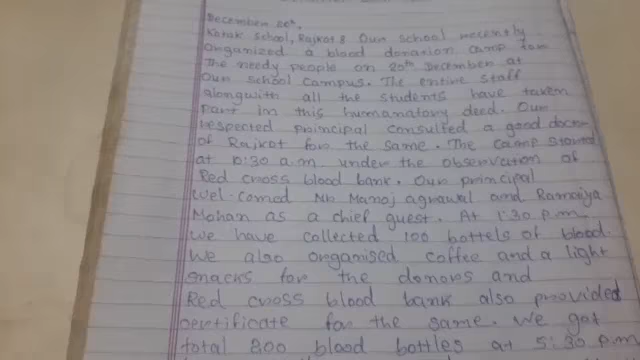 December 20th,
Kotak School, Rajkot : Our school recently
organized a blood donation camp for
The needy people on 20th December at
Our school campus. The entire staff
alongwith all the students have taken
part in this humanatory deed. Our
respected principal consulted a good doctor
of Rajkot for the same. The camp started
at 10:30 a.m. under the observation of
Red cross blood bank. Our principal
wel-comed Manoj agrawal and Ramaiya
Mohan as a chief guest. At 1:30 p.m.
we have collected 100 bottels of blood.
We also organised coffee and a light
snacks for the donors and
Red cross blood bank also provided
certificate for the same. We got
total 800 blood bottles at 5:30 p.m